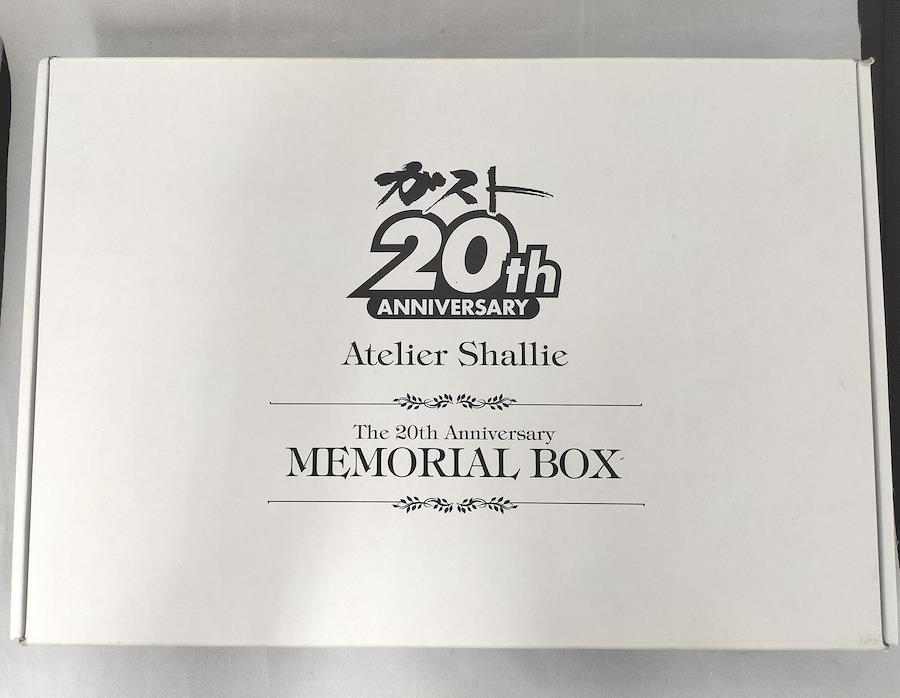 ガスト
20th
ANNIVERSARY
Atelier Shallie
The 20th Anniversary
MEMORIAL BOX